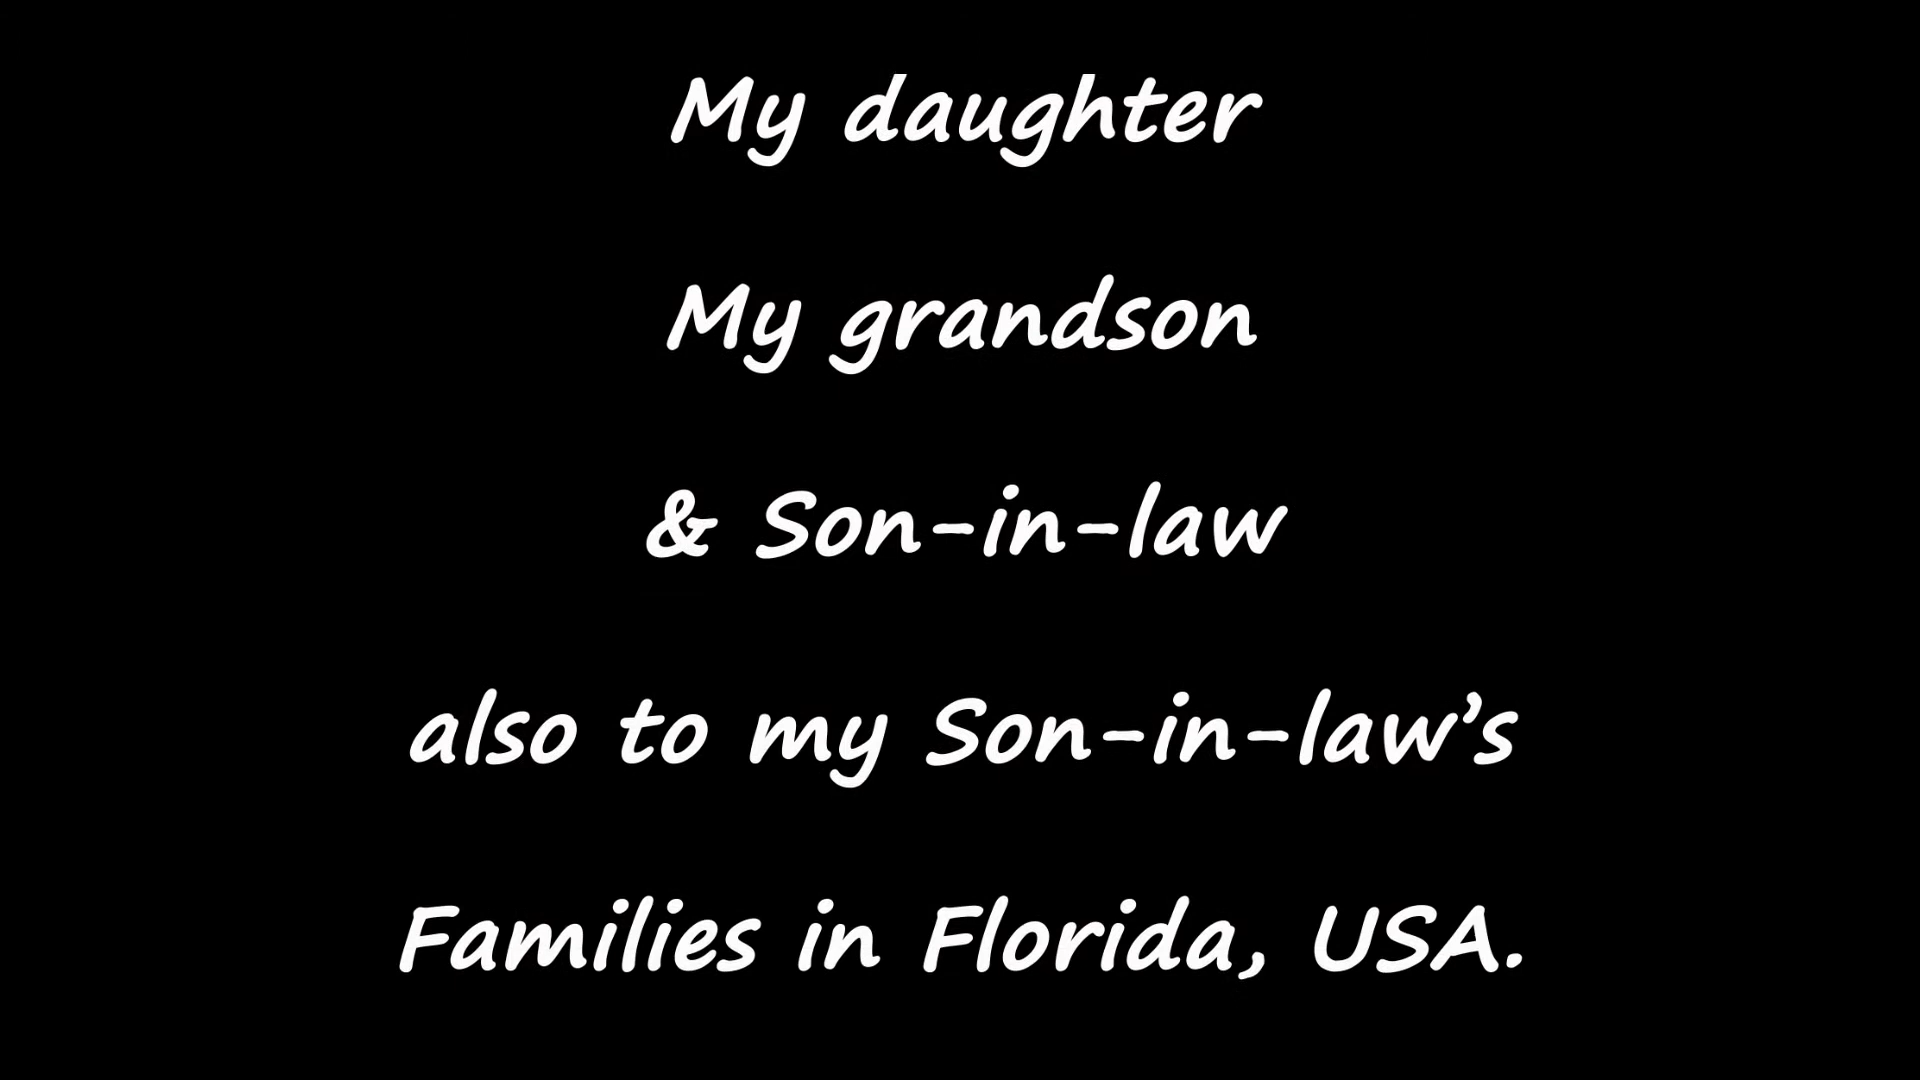 My daughter
My grandson
& Son-in-law
also to my Son-in-law’s
Families in Florida, USA.